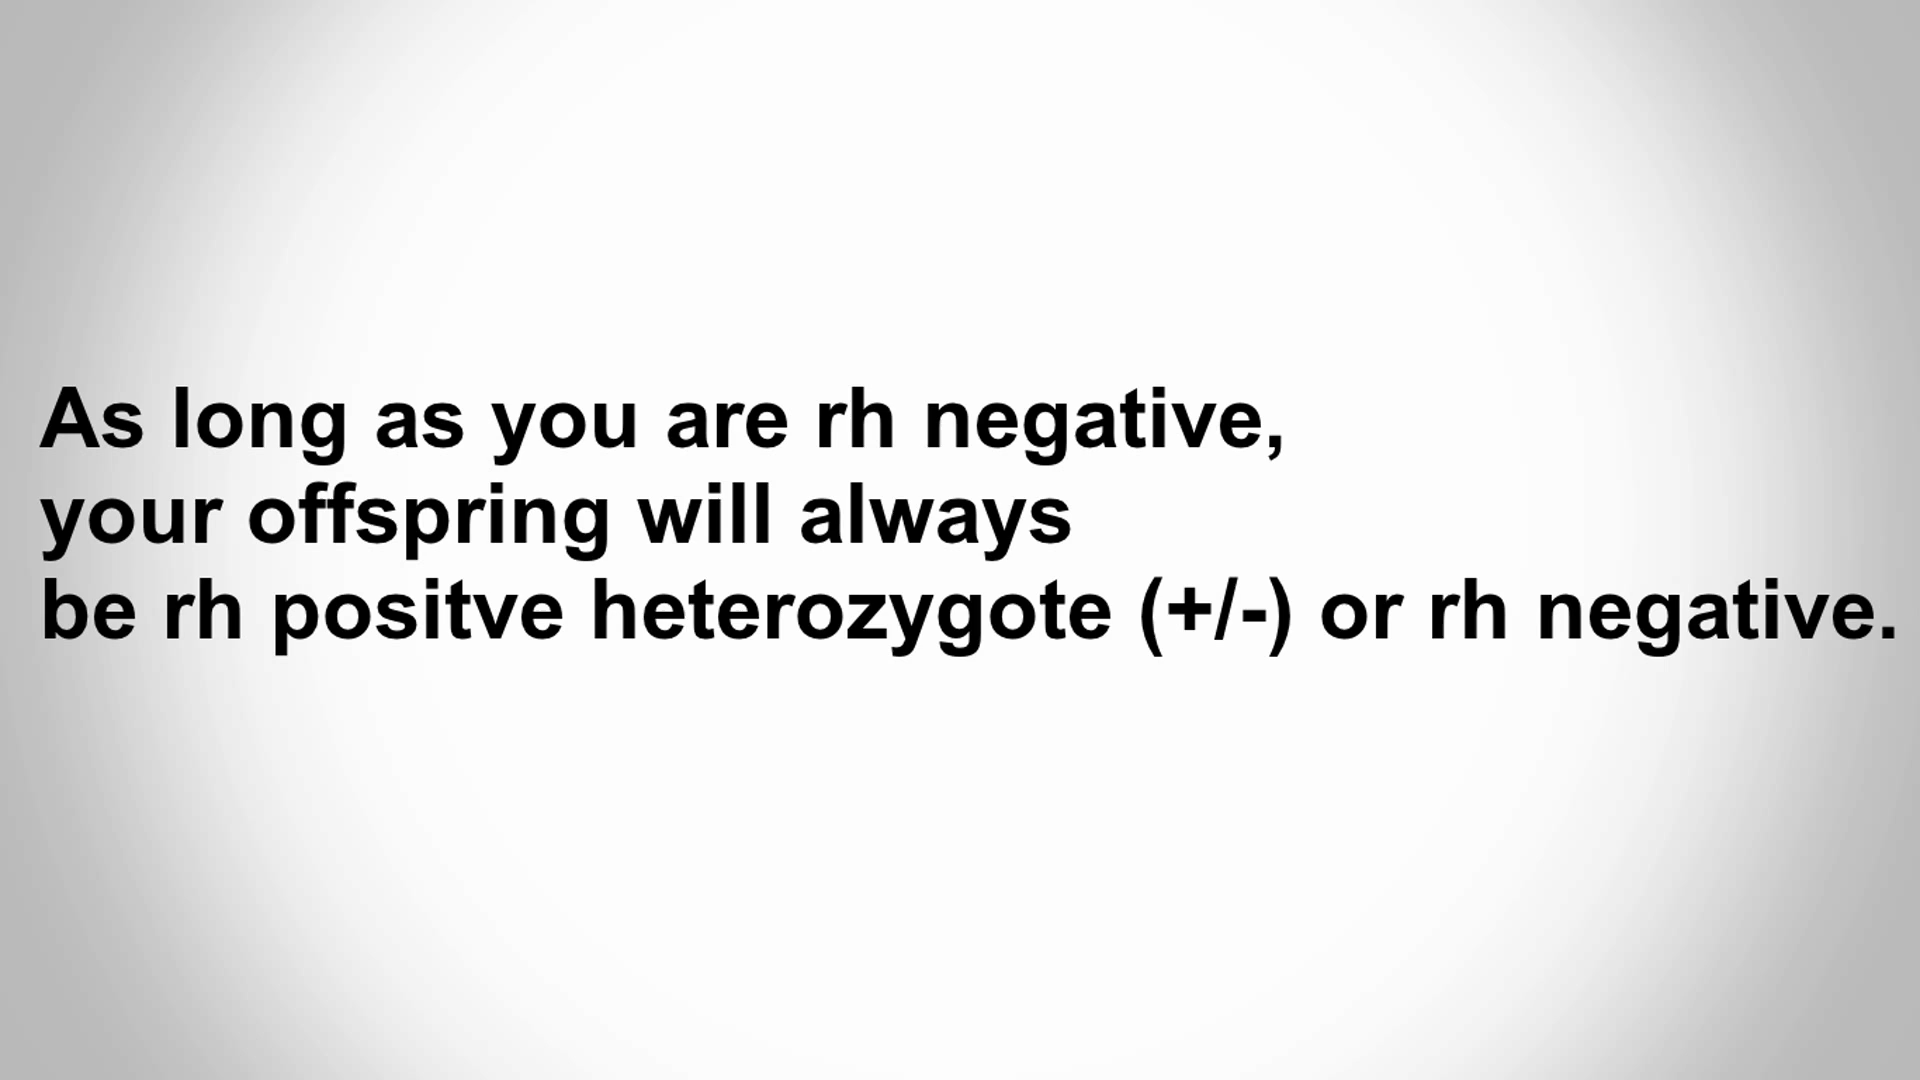 As long as you are rh negative,
your offspring will always
be rh positve heterozygote (+/-) or rh negative.